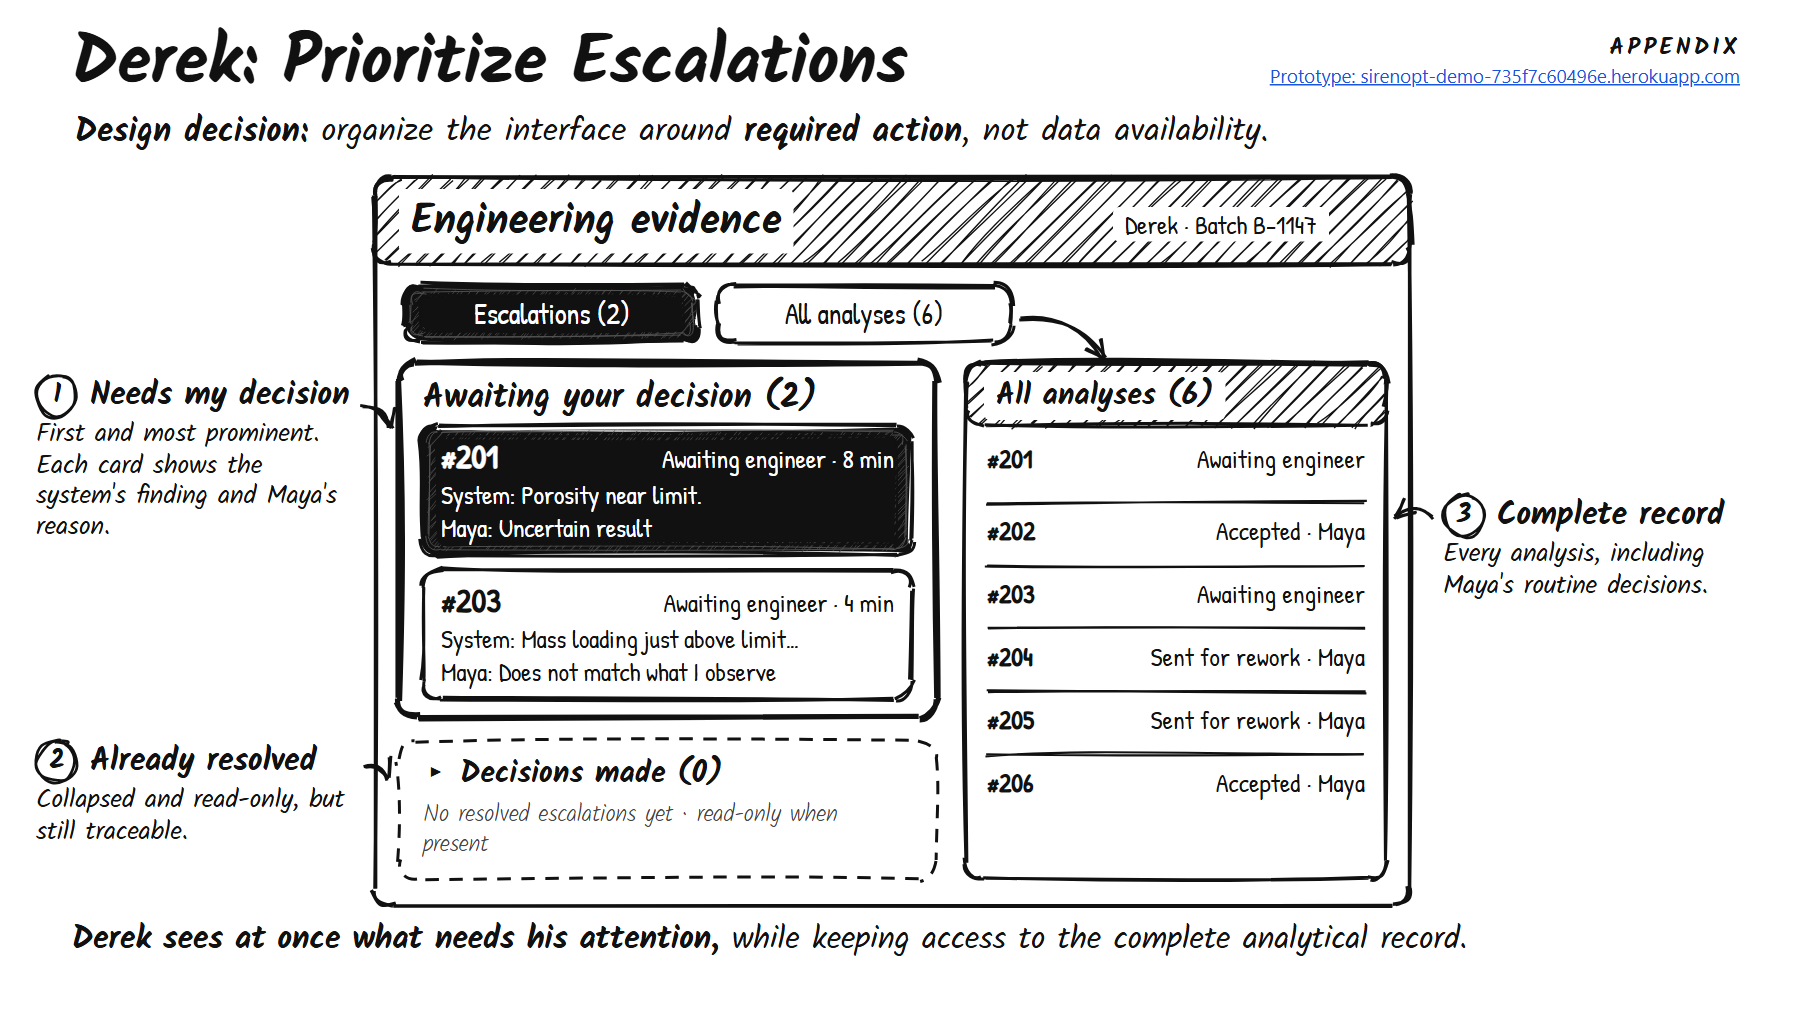 Derek: Prioritize Escalations
APPENDIX
Prototype: sirenopt-demo-735f7c60496e.herokuapp.com
Design decision: organize the interface around required action, not data availability.
Engineering evidence
Derek · Batch B-1147
Escalations (2)
All analyses (6)
1 Needs my decision
First and most prominent.
Each card shows the
system's finding and Maya's
reason.
Awaiting your decision (2)
#201 Awaiting engineer · 8 min
System: Porosity near limit.
Maya: Uncertain result
#203 Awaiting engineer · 4 min
System: Mass loading just above limit...
Maya: Does not match what I observe
2 Already resolved
Collapsed and read-only, but
still traceable.
▸ Decisions made (0)
No resolved escalations yet · read-only when
present
All analyses (6)
#201 Awaiting engineer
#202 Accepted · Maya
#203 Awaiting engineer
#204 Sent for rework · Maya
#205 Sent for rework · Maya
#206 Accepted · Maya
3 Complete record
Every analysis, including
Maya's routine decisions.
Derek sees at once what needs his attention, while keeping access to the complete analytical record.